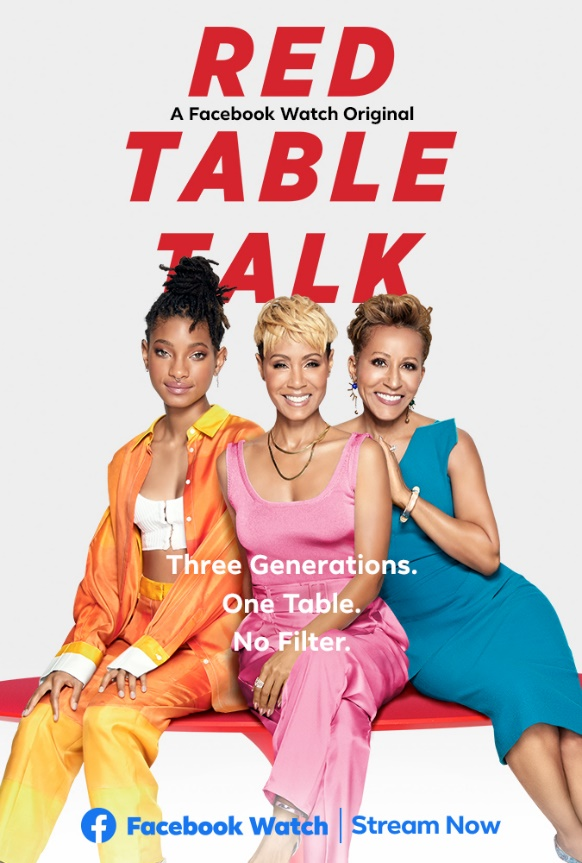 RED
A Facebook Watch Original
TABLE
TALK
Three Generations.
One Table.
No Filter.
Facebook Watch | Stream Now